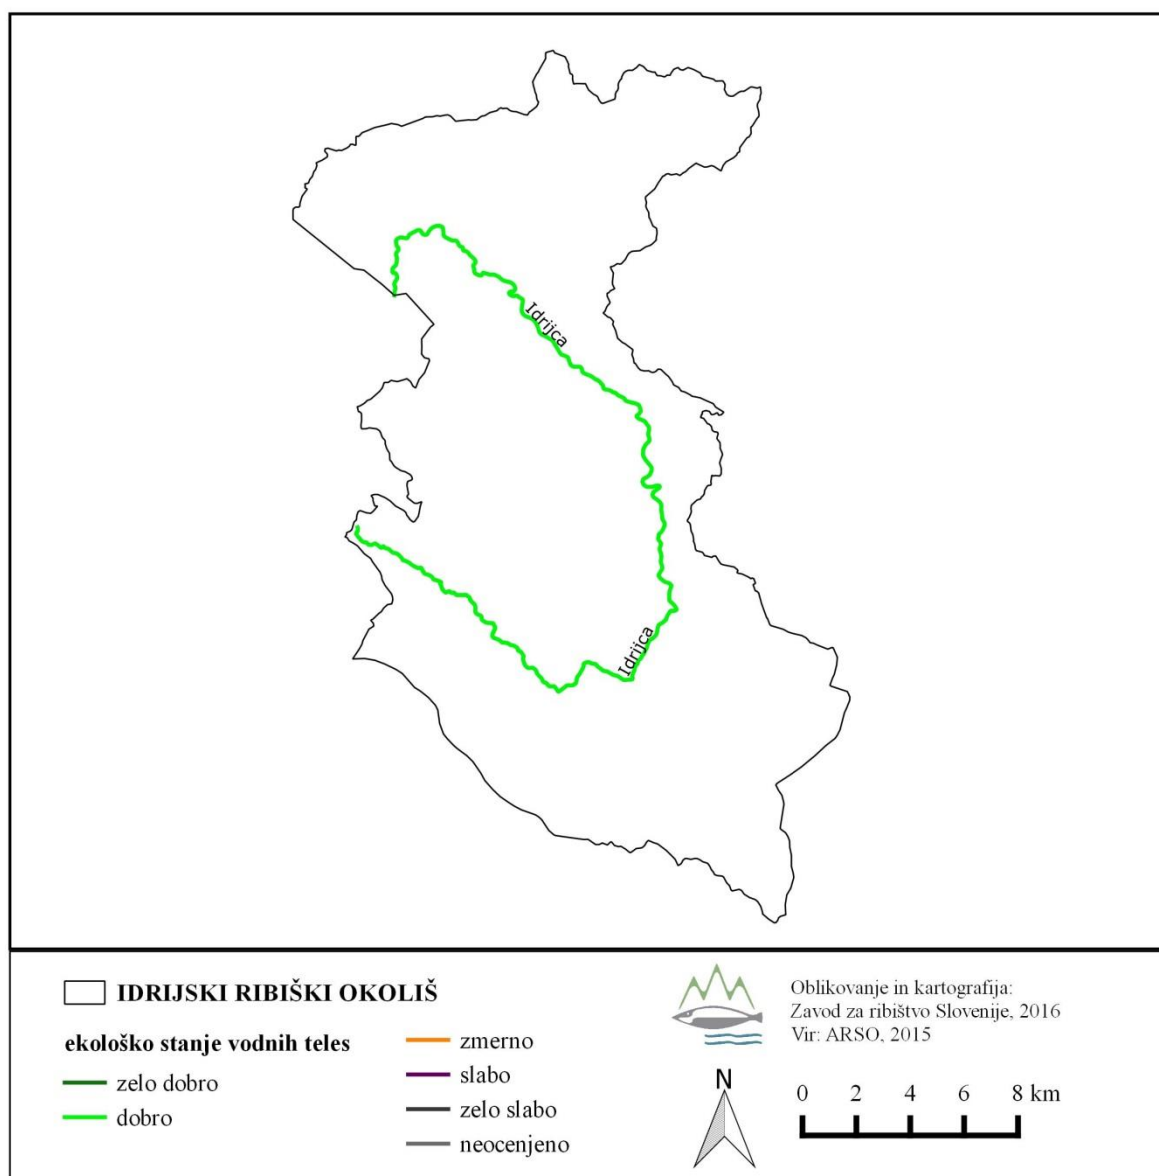 Idrijca
Idrijca
IDRIJSKI RIBIŠKI OKOLIŠ
ekološko stanje vodnih teles
zelo dobro
dobro
zmerno
slabo
zelo slabo
neocenjeno
Oblikovanje in kartografija:
Zavod za ribištvo Slovenije, 2016
Vir: ARSO, 2015
N
0 2 4 6 8 km